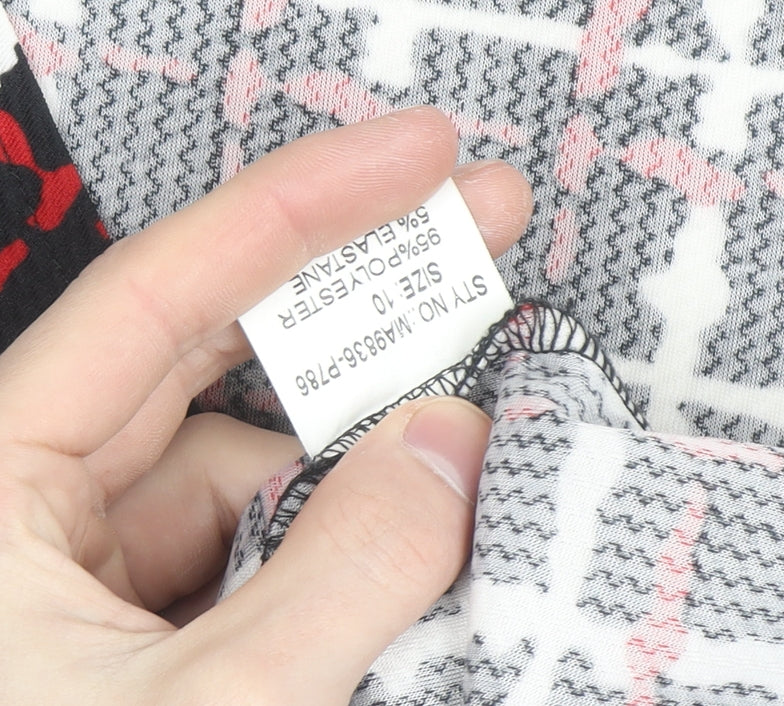 STY NO.:MA9836-P786
SIZE: 10
95%POLYESTER
5% ELASTANE